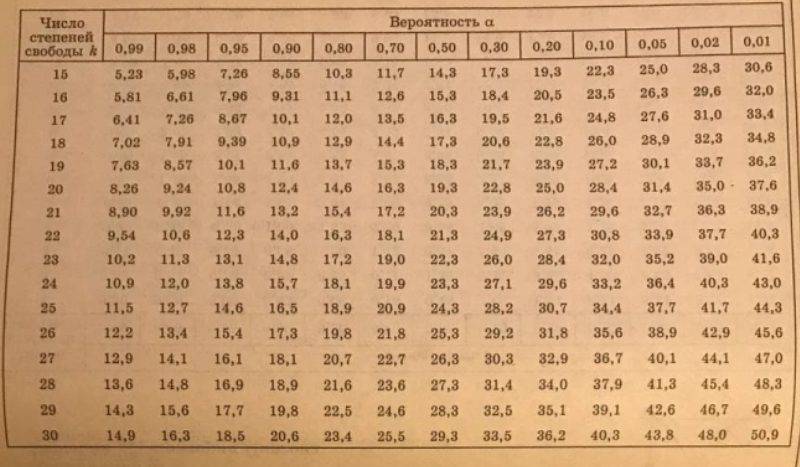 Число степеней свободы k
Вероятность α
0,99 0,98 0,95 0,90 0,80 0,70 0,50 0,30 0,20 0,10 0,05 0,02 0,01
15 5,23 5,98 7,26 8,55 10,3 11,7 14,3 17,3 19,3 22,3 25,0 28,3 30,6
16 5,81 6,61 7,96 9,31 11,1 12,6 15,3 18,4 20,5 23,5 26,3 29,6 32,0
17 6,41 7,26 8,67 10,1 12,0 13,5 16,3 19,5 21,6 24,8 27,6 31,0 33,4
18 7,02 7,91 9,39 10,9 12,9 14,4 17,3 20,6 22,8 26,0 28,9 32,3 34,8
19 7,63 8,57 10,1 11,6 13,7 15,3 18,3 21,7 23,9 27,2 30,1 33,7 36,2
20 8,26 9,24 10,8 12,4 14,6 16,3 19,3 22,8 25,0 28,4 31,4 35,0 37,6
21 8,90 9,92 11,6 13,2 15,4 17,2 20,3 23,9 26,2 29,6 32,7 36,3 38,9
22 9,54 10,6 12,3 14,0 16,3 18,1 21,3 24,9 27,3 30,8 33,9 37,7 40,3
23 10,2 11,3 13,1 14,8 17,2 19,0 22,3 26,0 28,4 32,0 35,2 39,0 41,6
24 10,9 12,0 13,8 15,7 18,1 19,9 23,3 27,1 29,6 33,2 36,4 40,3 43,0
25 11,5 12,7 14,6 16,5 18,9 20,9 24,3 28,2 30,7 34,4 37,7 41,7 44,3
26 12,2 13,4 15,4 17,3 19,8 21,8 25,3 29,2 31,8 35,6 38,9 42,9 45,6
27 12,9 14,1 16,1 18,1 20,7 22,7 26,3 30,3 32,9 36,7 40,1 44,1 47,0
28 13,6 14,8 16,9 18,9 21,6 23,6 27,3 31,4 34,0 37,9 41,3 45,4 48,3
29 14,3 15,6 17,7 19,8 22,5 24,6 28,3 32,5 35,1 39,1 42,6 46,7 49,6
30 14,9 16,3 18,5 20,6 23,4 25,5 29,3 33,5 36,2 40,3 43,8 48,0 50,9